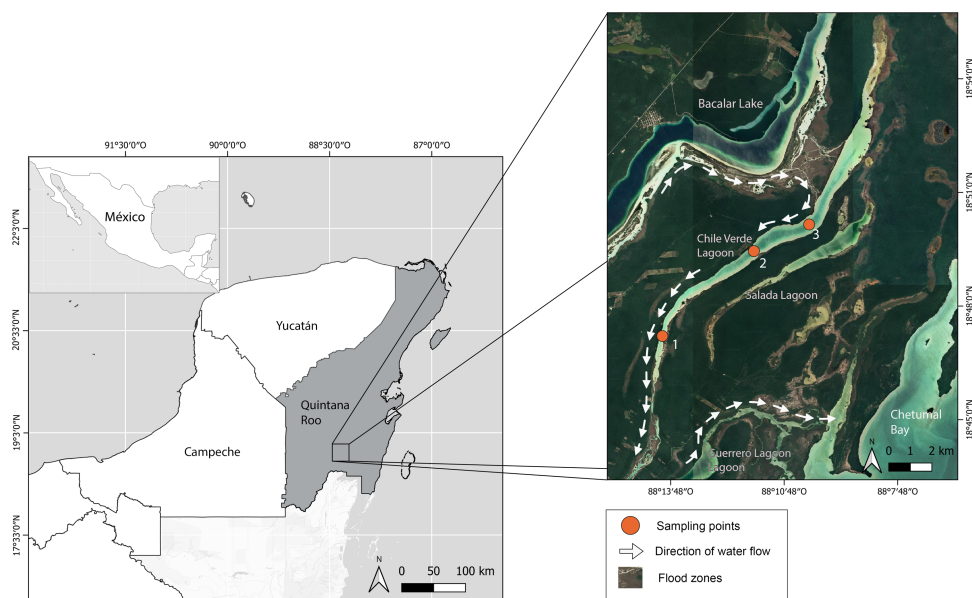 91°30'0"O
90°0'0"O
88°30'0"O
87°0'0"O
22°3'0"N
20°33'0"N
19°3'0"N
17°33'0"N
México
Yucatán
Quintana
Roo
Campeche
N
0 50 100 km
Bacalar Lake
Chile Verde
Lagoon
3
2
Salada Lagoon
1
Chetumal
Bay
Guerrero Lagoon
Lagoon
N
0 1 2 km
18°54'0"N
18°51'0"N
18°48'0"N
18°45'0"N
88°13'48"O
88°10'48"O
88°7'48"O
Sampling points
Direction of water flow
Flood zones